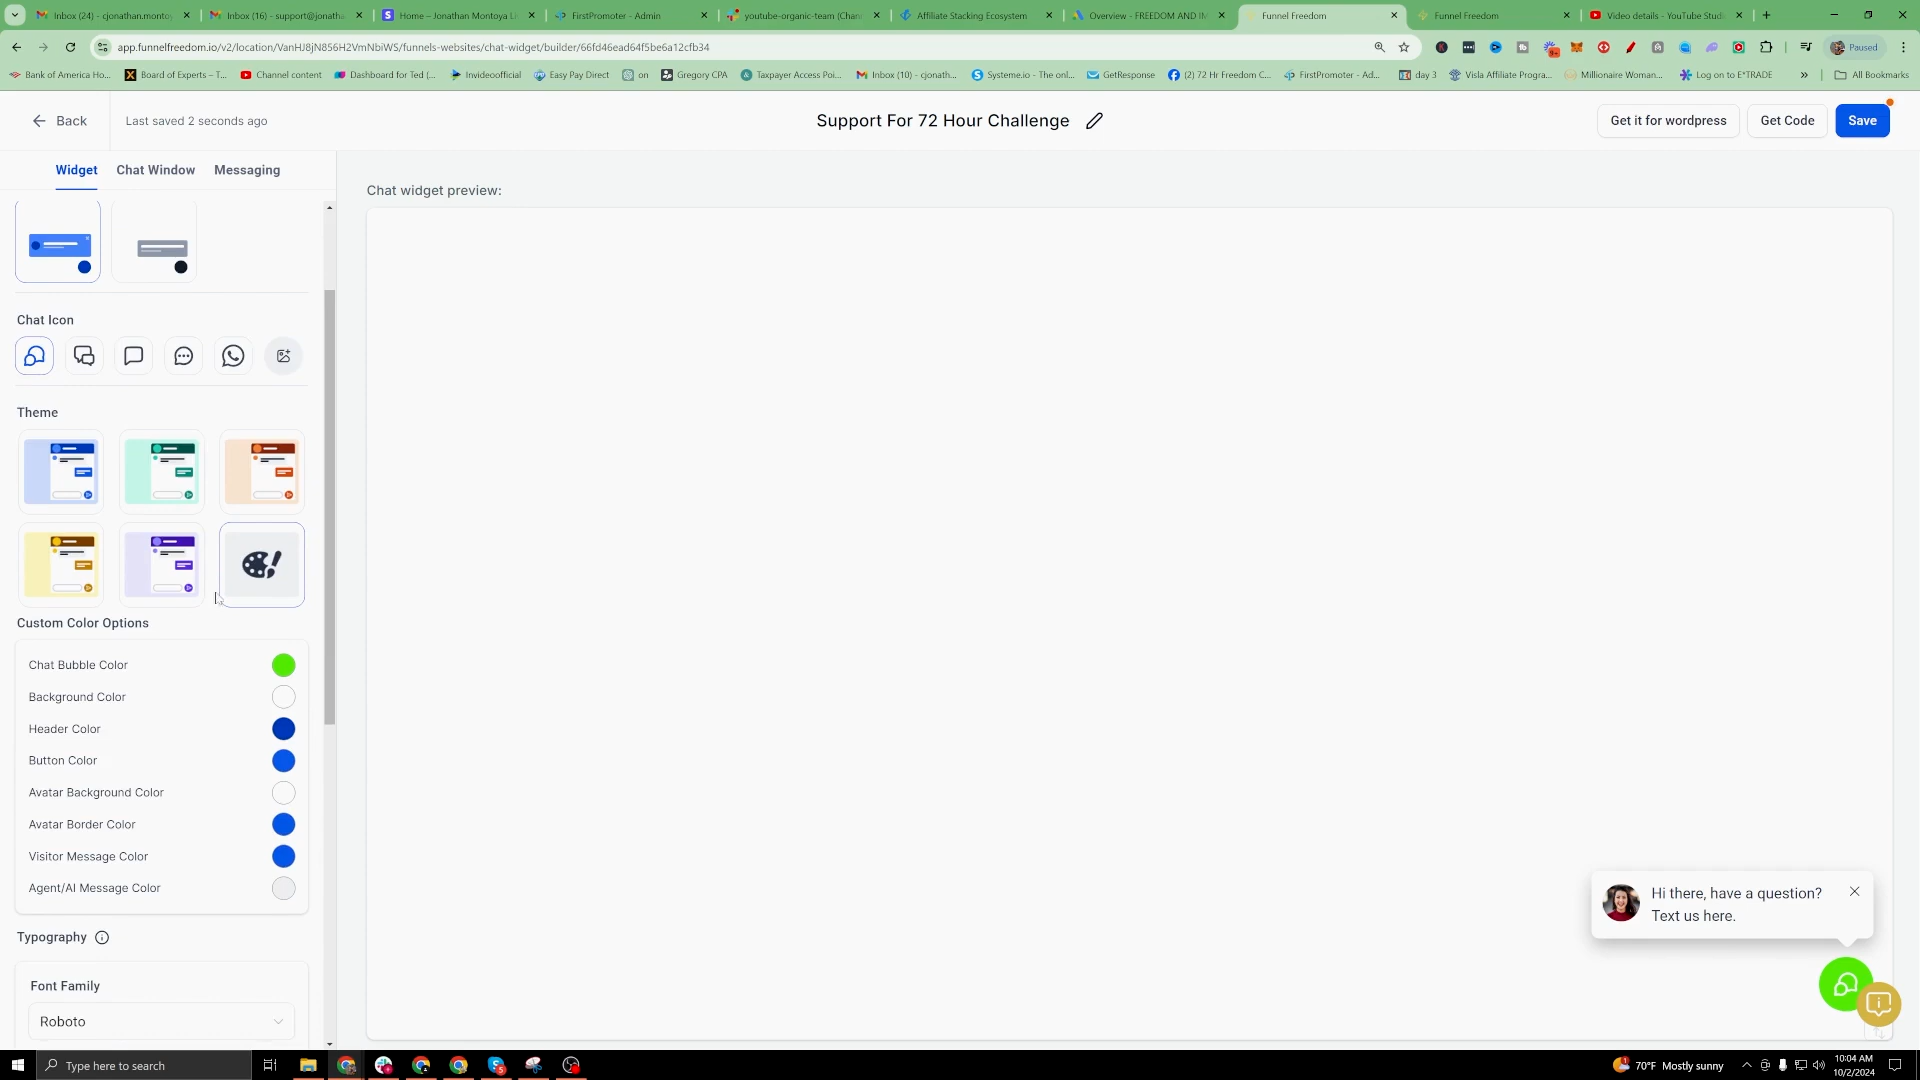 Inbox (24) - cjonathan.montoy
Inbox (16) - support@jonatha
Home – Jonathan Montoya Li
FirstPromoter - Admin
youtube-organic-team (Chan
Affiliate Stacking Ecosystem
Overview - FREEDOM AND IM
Funnel Freedom
Funnel Freedom
Video details - YouTube Studi
app.funnelfreedom.io/v2/location/VanHJ8jN856H2VmNbiWS/funnels-websites/chat-widget/builder/66fd46ead64f5be6a12cfb34
Paused
Bank of America Ho...
Board of Experts – T...
Channel content
Dashboard for Ted (...
Invideoofficial
Easy Pay Direct
on
Gregory CPA
Taxpayer Access Poi...
Inbox (10) - cjonath...
Systeme.io - The onl...
GetResponse
(2) 72 Hr Freedom C...
FirstPromoter - Ad...
day 3
Visla Affiliate Progra...
Millionaire Woman...
Log on to E*TRADE
All Bookmarks
Back
Last saved 2 seconds ago
Support For 72 Hour Challenge
Get it for wordpress
Get Code
Save
Widget
Chat Window
Messaging
Chat widget preview:
Chat Icon
Theme
Custom Color Options
Chat Bubble Color
Background Color
Header Color
Button Color
Avatar Background Color
Avatar Border Color
Visitor Message Color
Agent/AI Message Color
Typography
Font Family
Roboto
Hi there, have a question?
Text us here.
Type here to search
70°F Mostly sunny
10:04 AM
10/2/2024